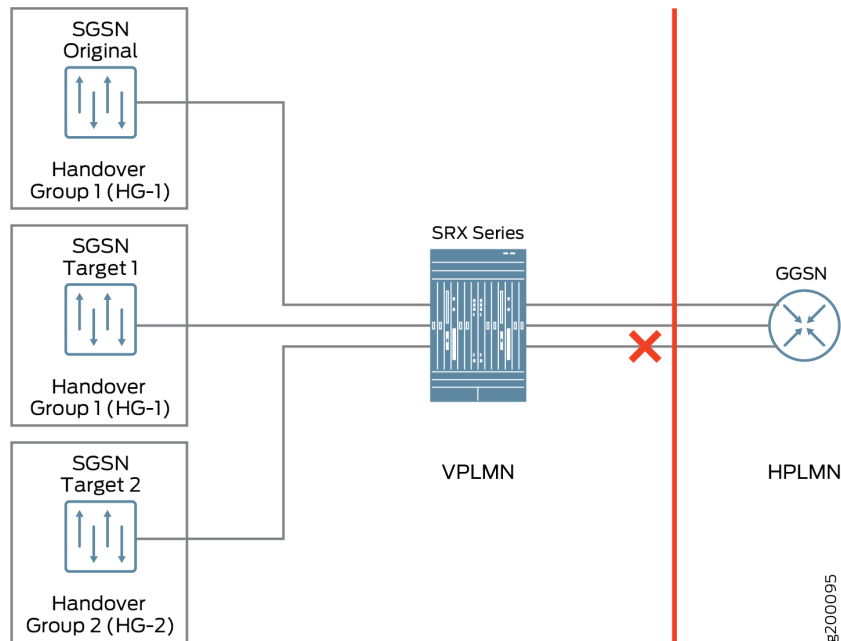 SGSN
Original
Handover
Group 1 (HG-1)
SGSN
Target 1
Handover
Group 1 (HG-1)
SGSN
Target 2
Handover
Group 2 (HG-2)
SRX Series
VPLMN
GGSN
HPLMN
g200095